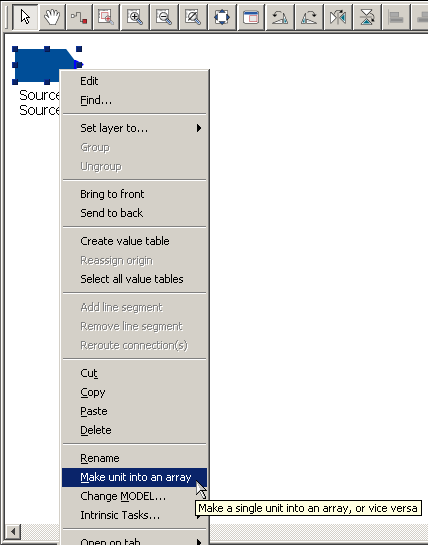 Source
Source
Edit
Find...
Set layer to...
Group
Ungroup
Bring to front
Send to back
Create value table
Reassign origin
Select all value tables
Add line segment
Remove line segment
Reroute connection(s)
Cut
Copy
Paste
Delete
Rename
Make unit into an array
Change MODEL...
Intrinsic Tasks...
Make a single unit into an array, or vice versa
Open on tab